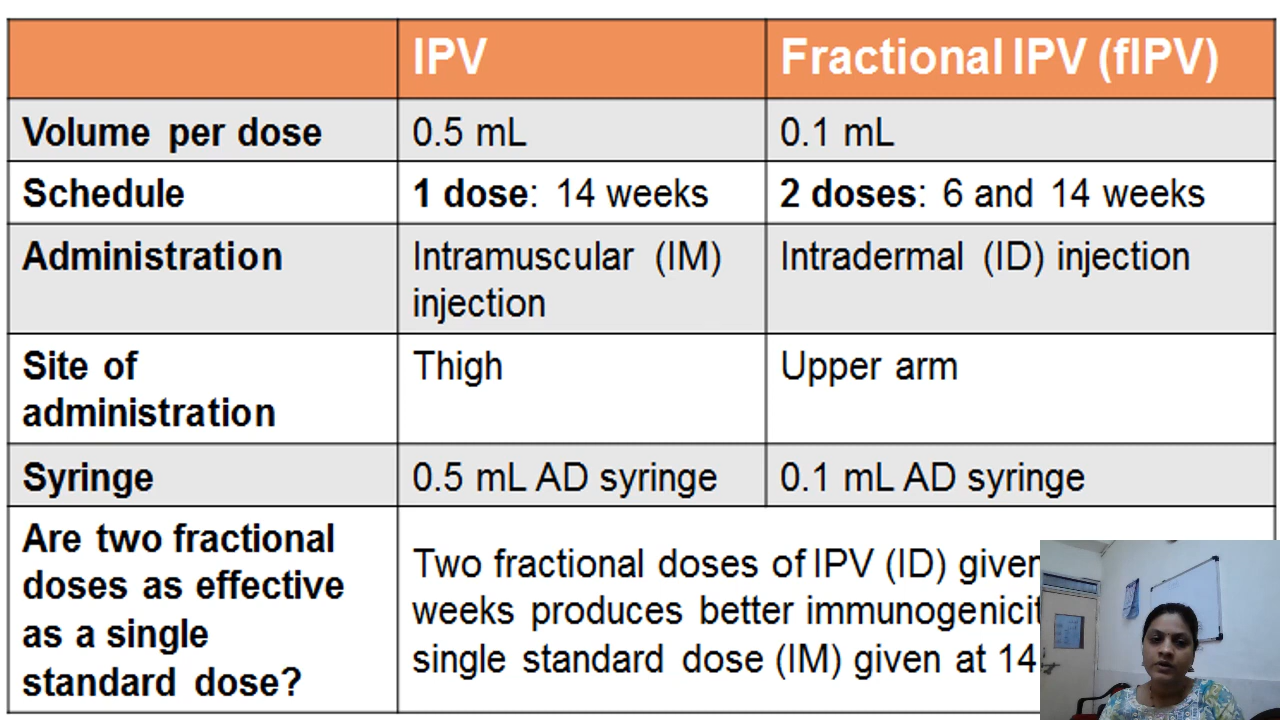 IPV Fractional IPV (fIPV)
Volume per dose 0.5 mL 0.1 mL
Schedule 1 dose: 14 weeks 2 doses: 6 and 14 weeks
Administration Intramuscular (IM) Intradermal (ID) injection
injection
Site of Thigh Upper arm
administration
Syringe 0.5 mL AD syringe 0.1 mL AD syringe
Are two fractional
doses as effective
as a single
standard dose?
Two fractional doses of IPV (ID) given
weeks produces better
single standard dose (IM) given at 14